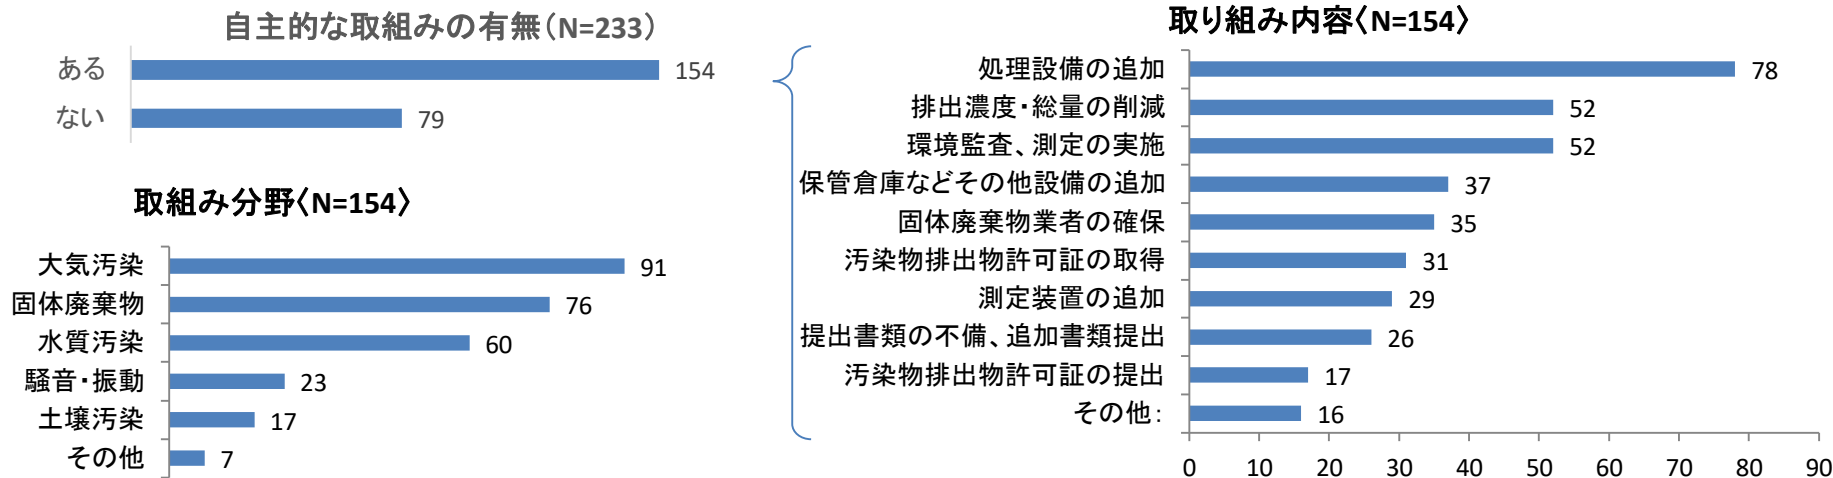 自主的な取組みの有無(N=233)
ある 154
ない 79
取組み分野〈N=154〉
大気汚染 91
固体廃棄物 76
水質汚染 60
騒音・振動 23
土壌汚染 17
その他 7
取り組み内容〈N=154〉
処理設備の追加 78
排出濃度・総量の削減 52
環境監査、測定の実施 52
保管倉庫などその他設備の追加 37
固体廃棄物業者の確保 35
汚染物排出物許可証の取得 31
測定装置の追加 29
提出書類の不備、追加書類提出 26
汚染物排出物許可証の提出 17
その他: 16
0 10 20 30 40 50 60 70 80 90